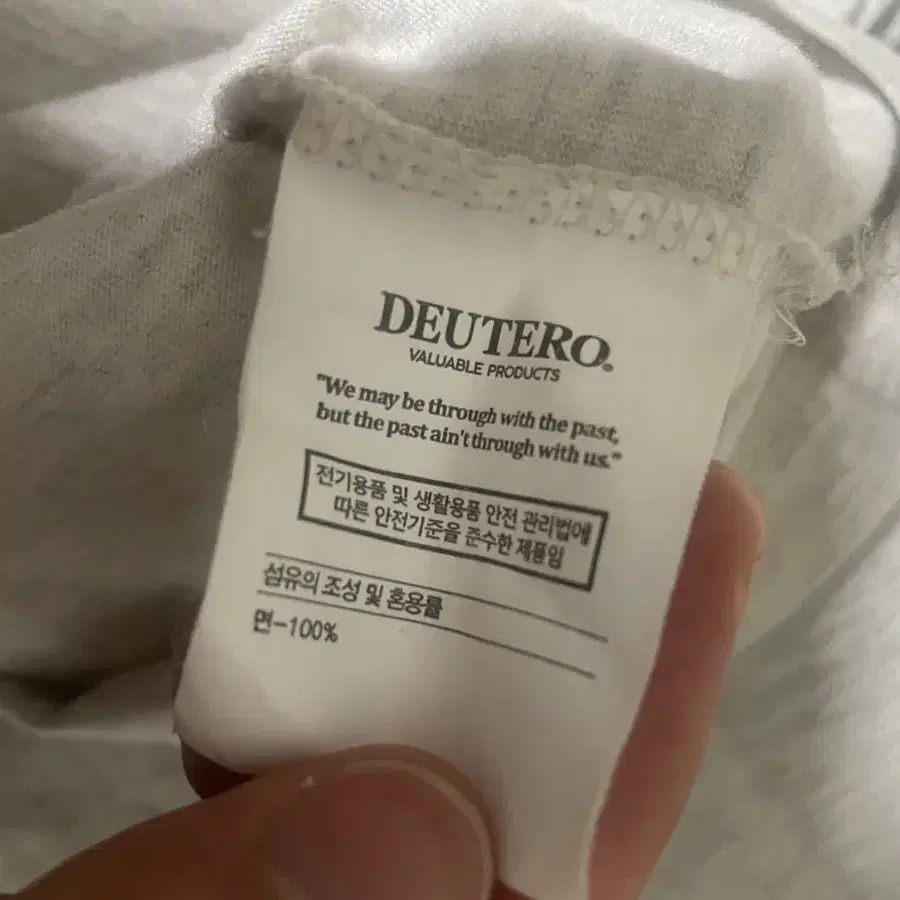 DEUTERO.
VALUABLE PRODUCTS
"We may be through with the past,
but the past ain't through with us."
전기용품 및 생활용품 안전 관리법에
따른 안전기준을 준수한 제품임
섬유의 조성 및 혼용률
면-100%